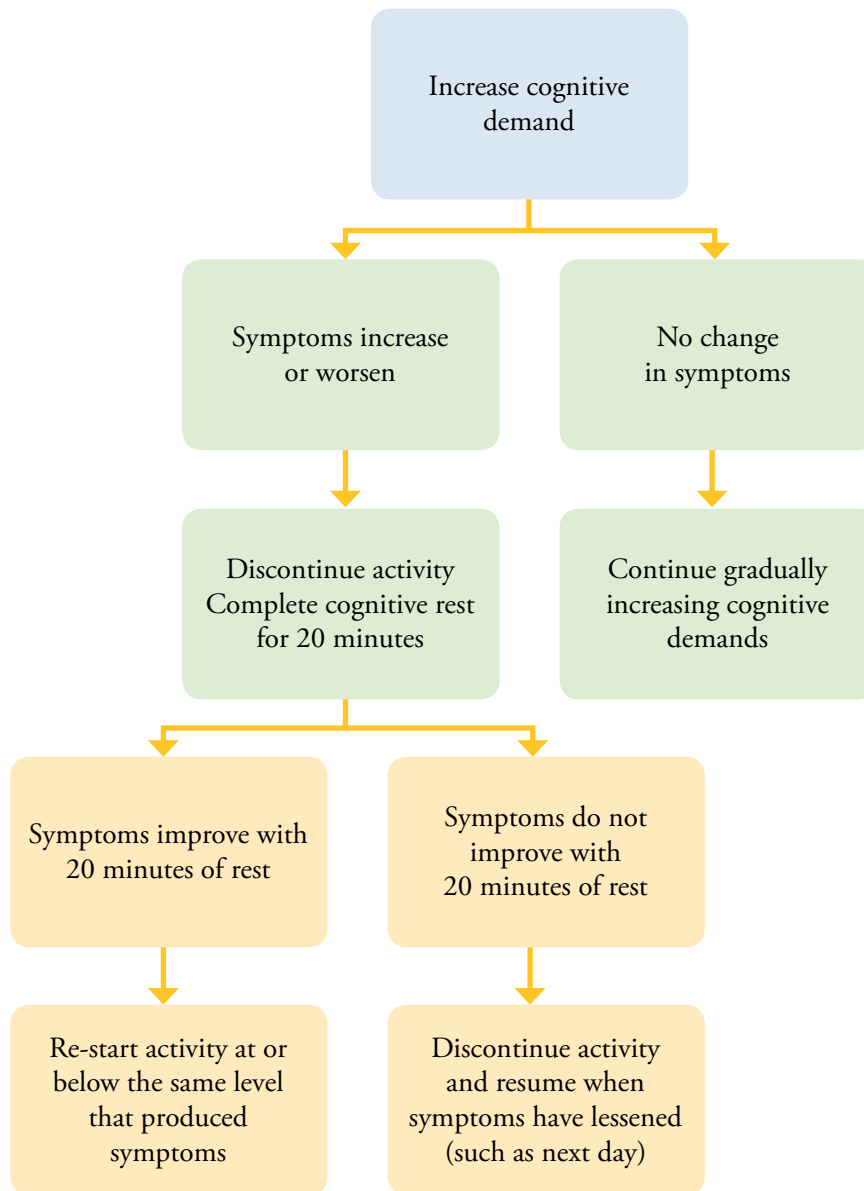 Increase cognitive
demand
Symptoms increase
or worsen
No change
in symptoms
Discontinue activity
Complete cognitive rest
for 20 minutes
Continue gradually
increasing cognitive
demands
Symptoms improve with
20 minutes of rest
Symptoms do not
improve with
20 minutes of rest
Re-start activity at or
below the same level
that produced
symptoms
Discontinue activity
and resume when
symptoms have lessened
(such as next day)